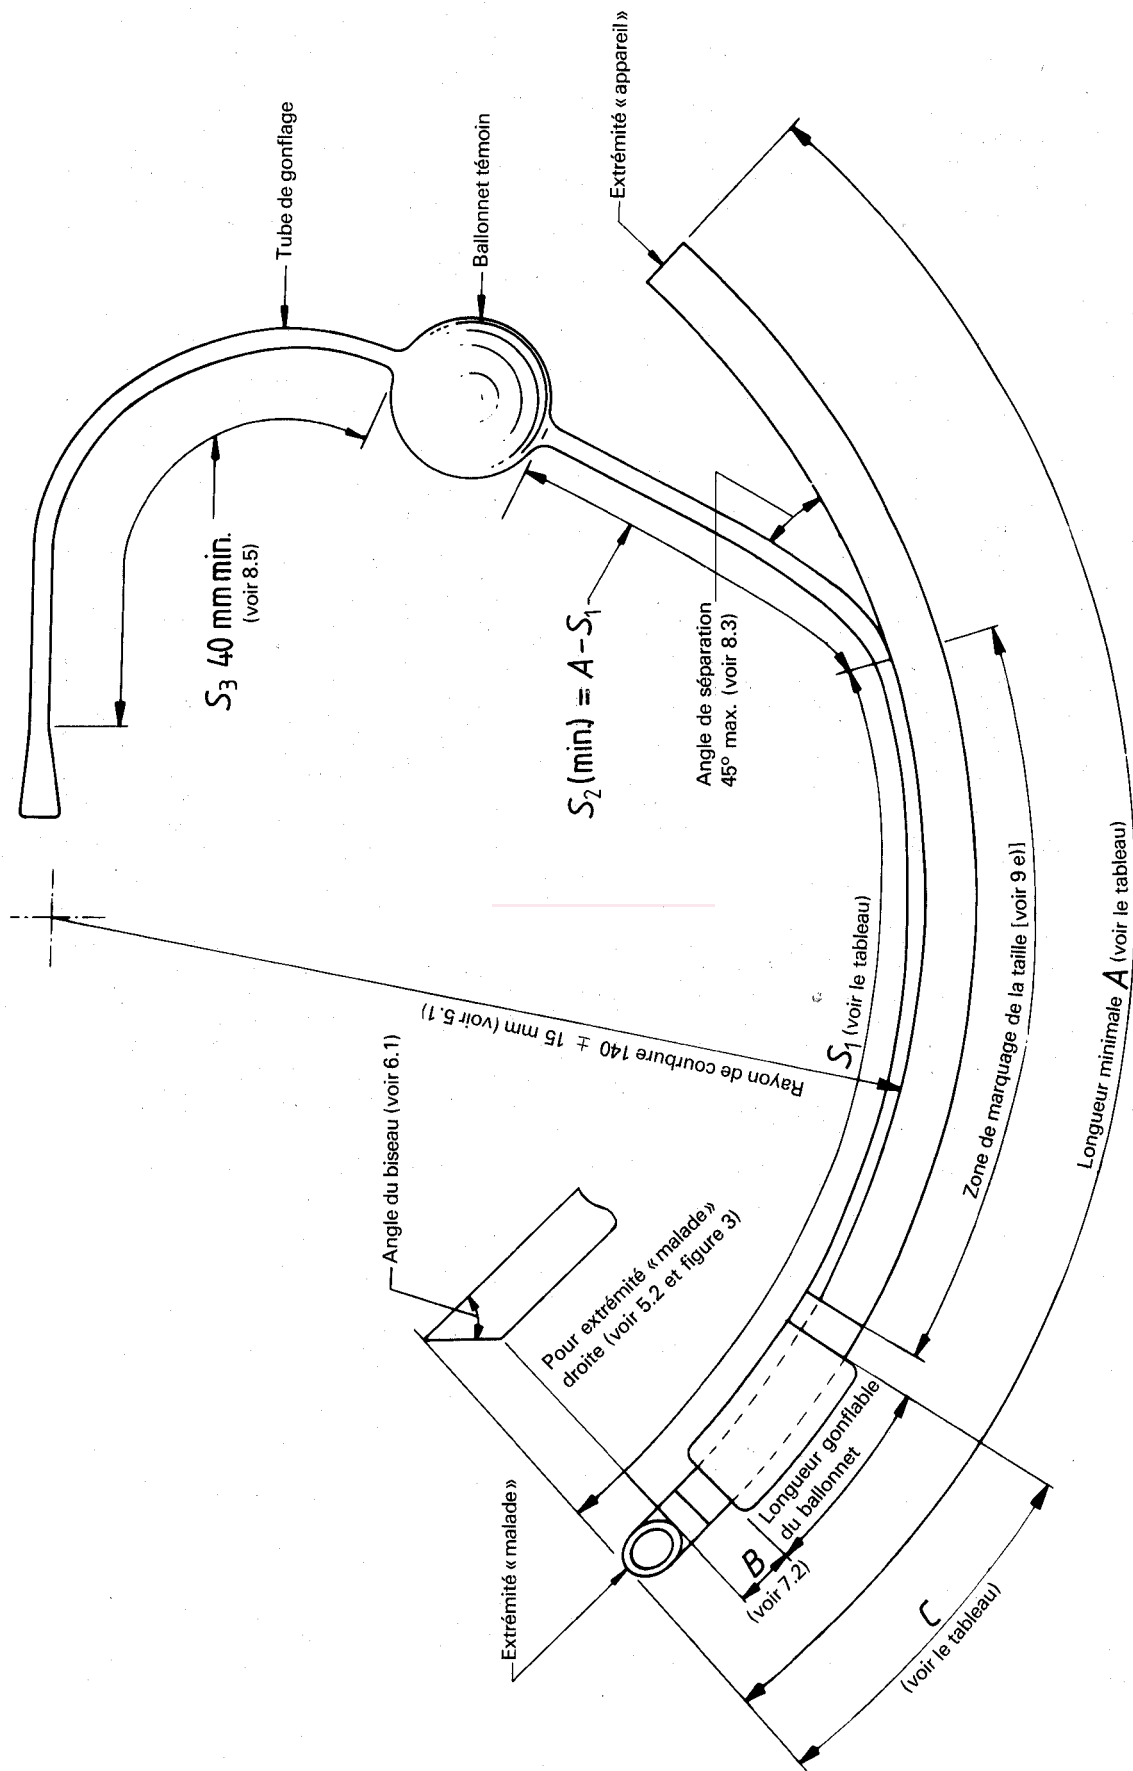 Tube de gonflage
Ballonnet témoin
Extrémité « appareil »
S3 40 mm min.
(voir 8.5)
S2 (min.) = A - S1
Angle de séparation
45° max. (voir 8.3)
Rayon de courbure 140 ± 15 mm (voir 5.1)
S1 (voir le tableau)
Angle du biseau (voir 6.1)
Pour extrémité « malade »
droite (voir 5.2 et figure 3)
Extrémité « malade »
Zone de marquage de la taille [voir 9 e)]
Longueur minimale A (voir le tableau)
Longueur gonflable
du ballonnet
B
(voir 7.2)
C
(voir le tableau)